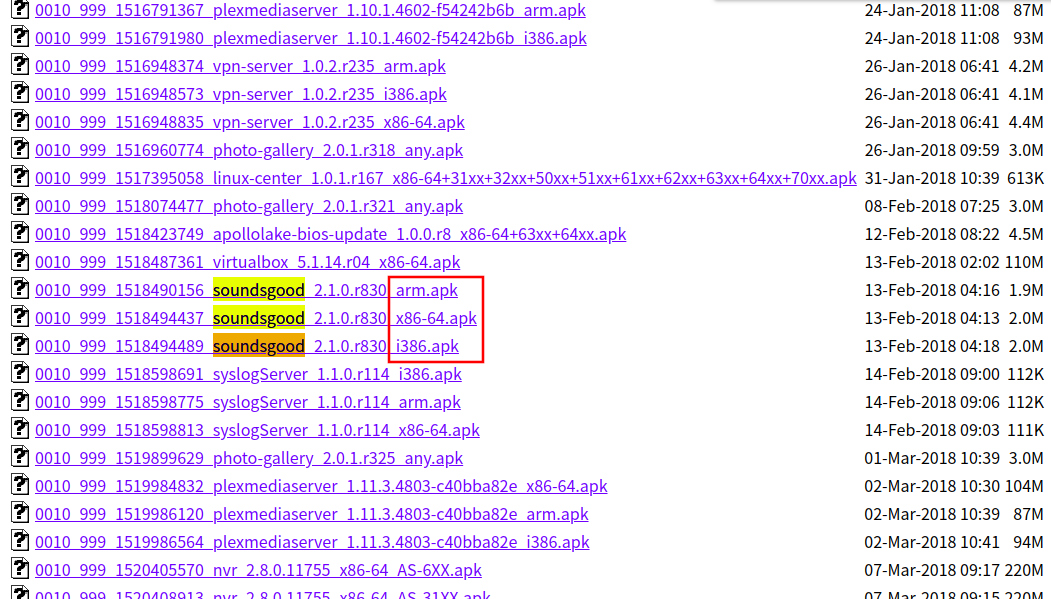 0010_999_1516791367_plexmediaserver_1.10.1.4602-f54242b6b_arm.apk 24-Jan-2018 11:08 87M
0010_999_1516791980_plexmediaserver_1.10.1.4602-f54242b6b_i386.apk 24-Jan-2018 11:08 93M
0010_999_1516948374_vpn-server_1.0.2.r235_arm.apk 26-Jan-2018 06:41 4.2M
0010_999_1516948573_vpn-server_1.0.2.r235_i386.apk 26-Jan-2018 06:41 4.1M
0010_999_1516948835_vpn-server_1.0.2.r235_x86-64.apk 26-Jan-2018 06:41 4.4M
0010_999_1516960774_photo-gallery_2.0.1.r318_any.apk 26-Jan-2018 09:59 3.0M
0010_999_1517395058_linux-center_1.0.1.r167_x86-64+31xx+32xx+50xx+51xx+61xx+62xx+63xx+64xx+70xx.apk 31-Jan-2018 10:39 613K
0010_999_1518074477_photo-gallery_2.0.1.r321_any.apk 08-Feb-2018 07:25 3.0M
0010_999_1518423749_apollolake-bios-update_1.0.0.r8_x86-64+63xx+64xx.apk 12-Feb-2018 08:22 4.5M
0010_999_1518487361_virtualbox_5.1.14.r04_x86-64.apk 13-Feb-2018 02:02 110M
0010_999_1518490156_soundsgood_2.1.0.r830_arm.apk 13-Feb-2018 04:16 1.9M
0010_999_1518494437_soundsgood_2.1.0.r830_x86-64.apk 13-Feb-2018 04:13 2.0M
0010_999_1518494489_soundsgood_2.1.0.r830_i386.apk 13-Feb-2018 04:18 2.0M
0010_999_1518598691_syslogServer_1.1.0.r114_i386.apk 14-Feb-2018 09:00 112K
0010_999_1518598775_syslogServer_1.1.0.r114_arm.apk 14-Feb-2018 09:06 112K
0010_999_1518598813_syslogServer_1.1.0.r114_x86-64.apk 14-Feb-2018 09:03 111K
0010_999_1519899629_photo-gallery_2.0.1.r325_any.apk 01-Mar-2018 10:39 3.0M
0010_999_1519984832_plexmediaserver_1.11.3.4803-c40bba82e_x86-64.apk 02-Mar-2018 10:30 104M
0010_999_1519986120_plexmediaserver_1.11.3.4803-c40bba82e_arm.apk 02-Mar-2018 10:39 87M
0010_999_1519986564_plexmediaserver_1.11.3.4803-c40bba82e_i386.apk 02-Mar-2018 10:41 94M
0010_999_1520405570_nvr_2.8.0.11755_x86-64_AS-6XX.apk 07-Mar-2018 09:17 220M
0010_999_1520408913_nvr_2.8.0.11755_x86-64_AS-31XX.apk 07-Mar-2018 09:15 220M